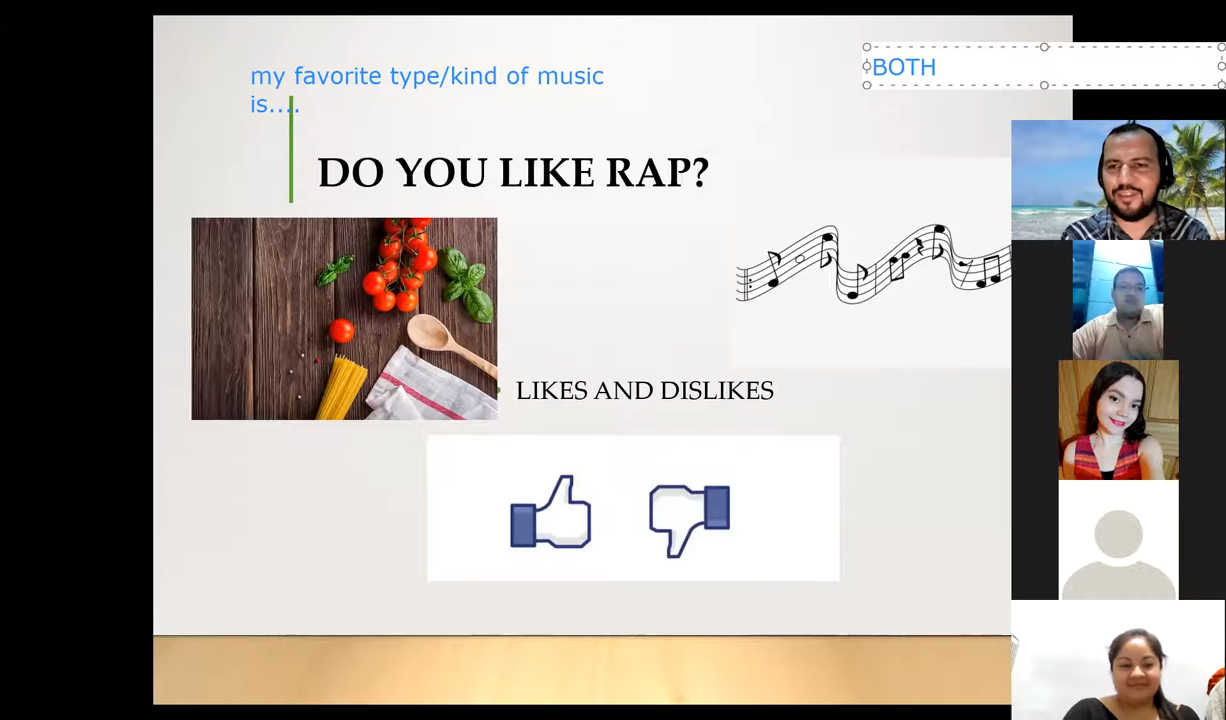 my favorite type/kind of music
is....
BOTH
DO YOU LIKE RAP?
LIKES AND DISLIKES